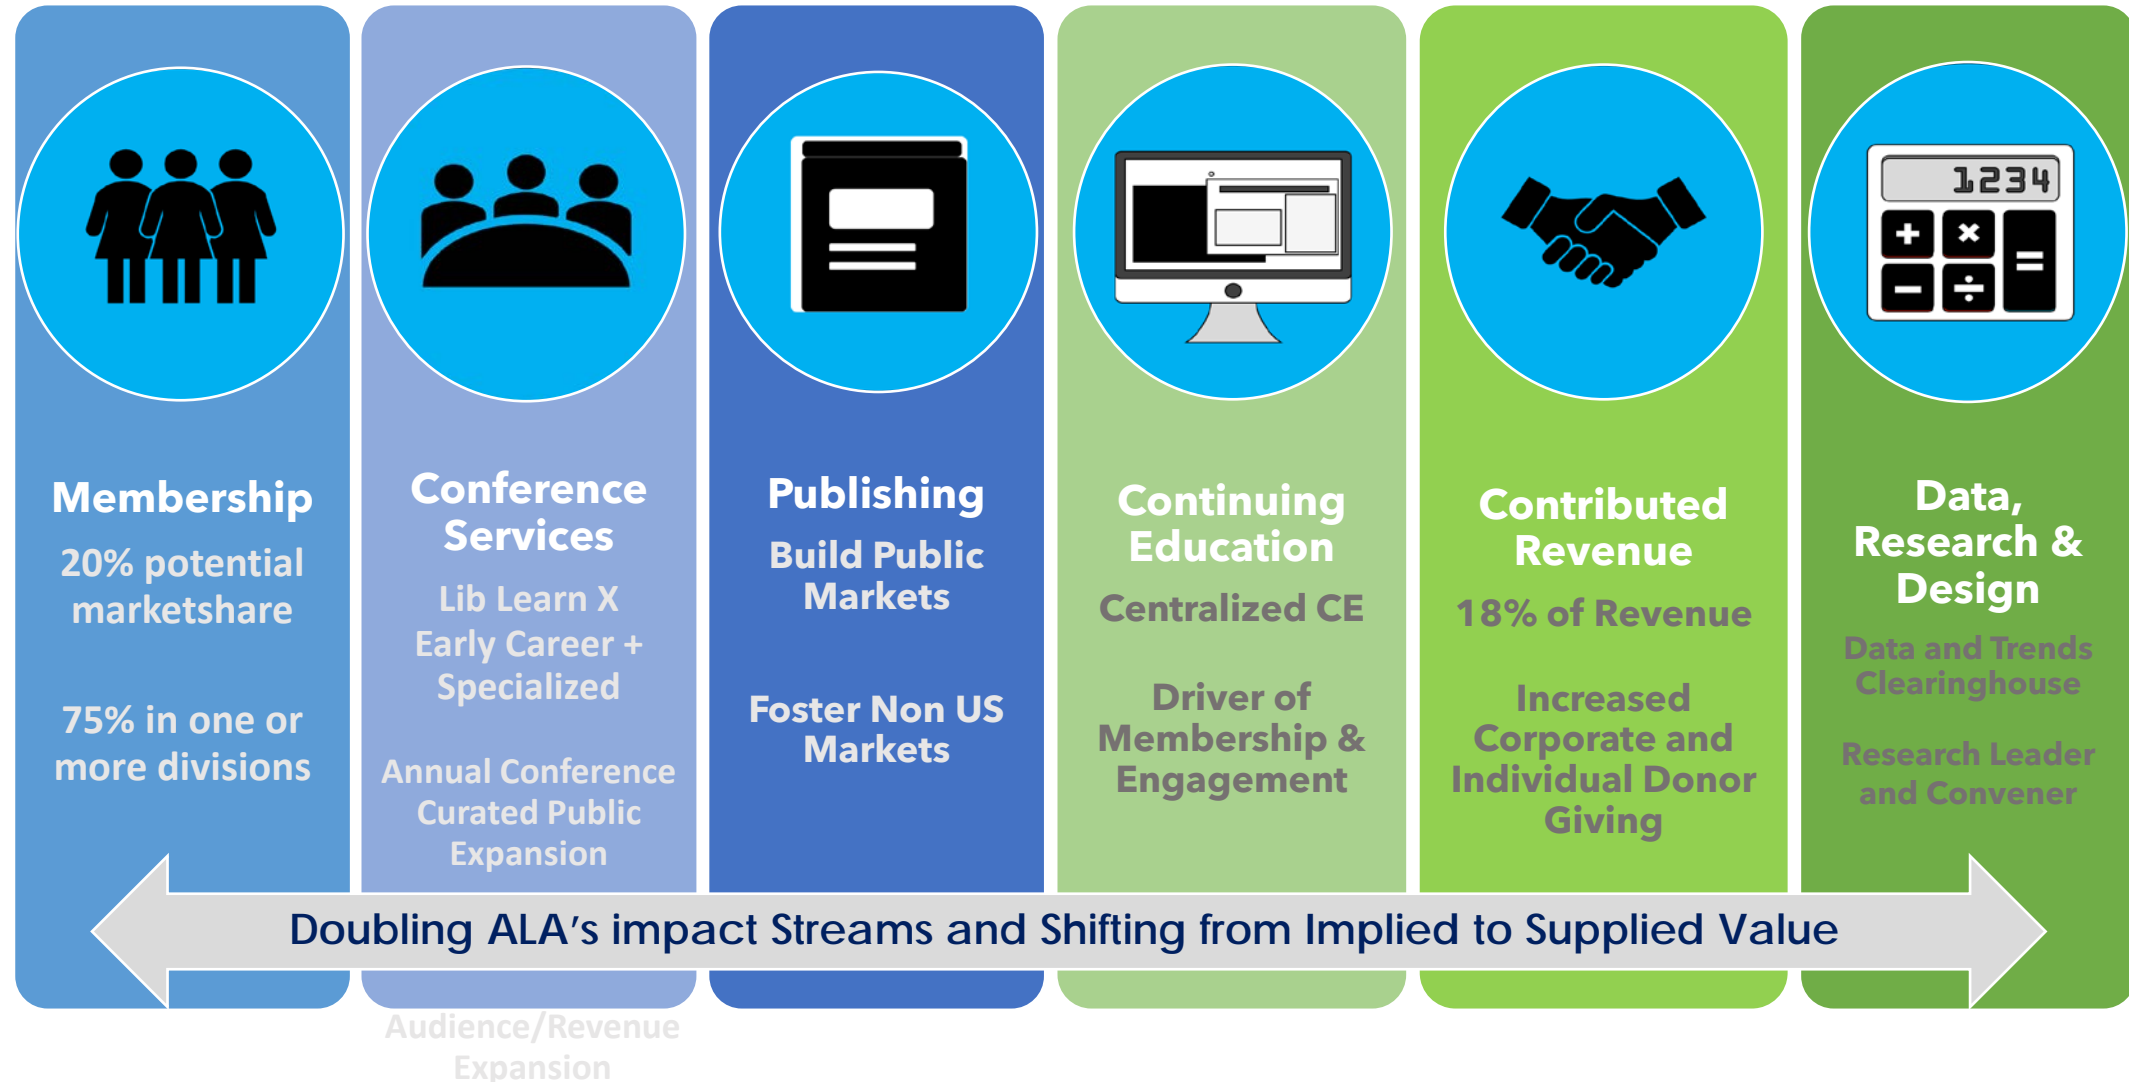 Membership
20% potential
marketshare
75% in one or
more divisions
Conference
Services
Lib Learn X
Early Career +
Specialized
Annual Conference
Curated Public
Expansion
Audience/Revenue
Expansion
Publishing
Build Public
Markets
Foster Non US
Markets
Continuing
Education
Centralized CE
Driver of
Membership &
Engagement
Contributed
Revenue
18% of Revenue
Increased
Corporate and
Individual Donor
Giving
1234
+ ×
− ÷ =
Data,
Research &
Design
Data and Trends
Clearinghouse
Research Leader
and Convener
Doubling ALA's impact Streams and Shifting from Implied to Supplied Value